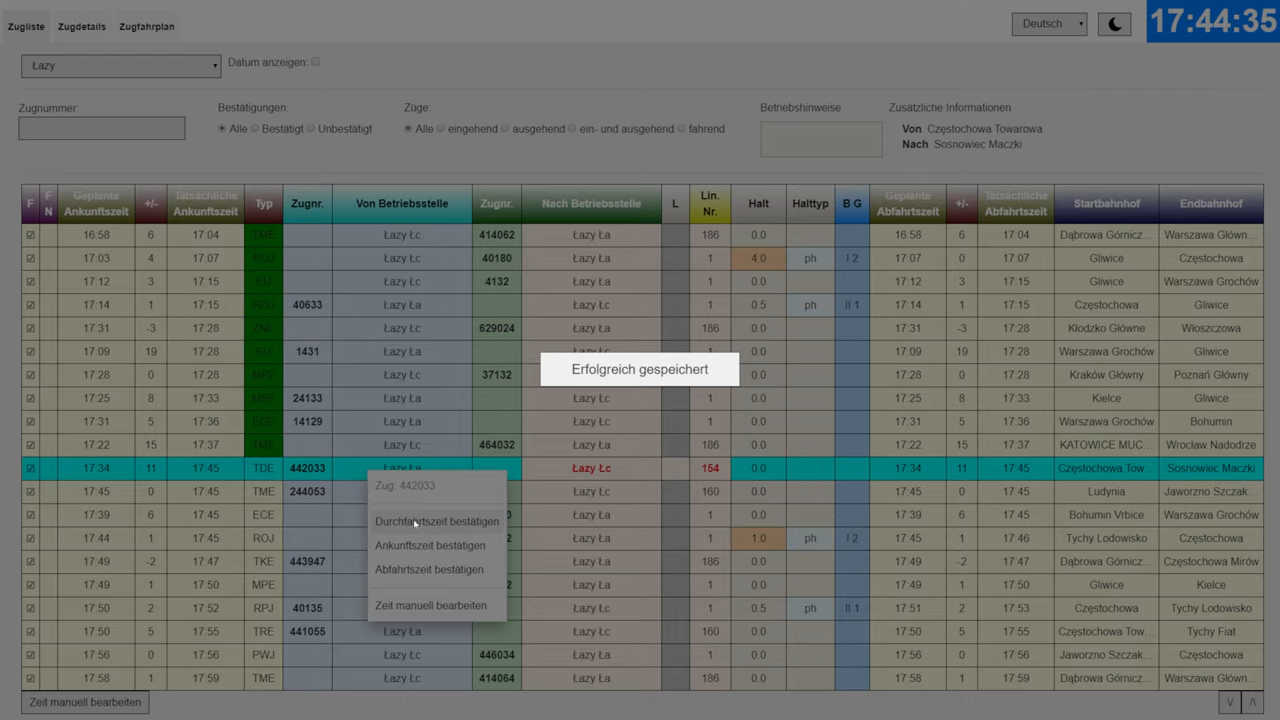 Zugliste Zugdetails Zugfahrplan Deutsch 17:44:35
Łazy Datum anzeigen:
Zugnummer: Bestätigungen: Züge: Betriebshinweise Zusätzliche Informationen
Alle Bestätigt Unbestätigt Alle eingehend ausgehend ein- und ausgehend fahrend Von Częstochowa Towarowa
Nach Sosnowiec Maczki
F F N Geplante Ankunftszeit +/- Tatsächliche Ankunftszeit Typ Zugnr. Von Betriebsstelle Zugnr. Nach Betriebsstelle L Lin. Nr. Halt Halttyp B G Geplante Abfahrtszeit +/- Tatsächliche Abfahrtszeit Startbahnhof Endbahnhof
16:58 6 17:04 TME Łazy Łc 414062 Łazy Ła 186 0.0 16:58 6 17:04 Dąbrowa Górnicz... Warszawa Główn...
17:03 4 17:07 ROJ Łazy Łc 40180 Łazy Ła 1 4.0 ph I 2 17:07 0 17:07 Gliwice Częstochowa
17:12 3 17:15 EIJ Łazy Łc 4132 Łazy Ła 1 0.0 17:12 3 17:15 Gliwice Warszawa Grochów
17:14 1 17:15 ROJ 40633 Łazy Ła Łazy Łc 1 0.5 ph II 1 17:14 1 17:15 Częstochowa Gliwice
17:31 -3 17:28 ZNE Łazy Łc 629024 Łazy Ła 186 0.0 17:31 -3 17:28 Kłodzko Główne Włoszczowa
17:09 19 17:28 EIJ 1431 Łazy Ła Łazy Łc 1 0.0 17:09 19 17:28 Warszawa Grochów Gliwice
17:28 0 17:28 MPE Łazy Łc 37132 0.0 17:28 0 17:28 Kraków Główny Poznań Główny
Erfolgreich gespeichert
17:25 8 17:33 MPE 24133 Łazy Ła Łazy Łc 1 0.0 17:25 8 17:33 Kielce Gliwice
17:31 5 17:36 ECE 14129 Łazy Ła Łazy Łc 1 0.0 17:31 5 17:36 Warszawa Grochów Bohumin
17:22 15 17:37 TME Łazy Łc 464032 Łazy Ła 186 0.0 17:22 15 17:37 KATOWICE MUC... Wrocław Nadodrze
17:34 11 17:45 TDE 442033 Łazy Ła Łazy Łc 154 0.0 17:34 11 17:45 Częstochowa Tow... Sosnowiec Maczki
17:45 0 17:45 TME 244053 Łazy Łc 160 0.0 17:45 0 17:45 Ludynia Jaworzno Szczak...
17:39 6 17:45 ECE Łazy Ła 1 0.0 17:39 6 17:45 Bohumin Vrbice Warszawa Grochów
17:44 1 17:45 ROJ Łazy Ła 1 1.0 ph I 2 17:45 1 17:46 Tychy Lodowisko Częstochowa
17:49 -2 17:47 TKE 443947 Łazy Łc 186 0.0 17:49 -2 17:47 Częstochowa Mirów
17:49 1 17:50 MPE Łazy Ła 1 0.0 17:49 1 17:50 Gliwice Kielce
17:50 2 17:52 RPJ 40135 Łazy Łc 1 0.5 ph II 1 17:51 2 17:53 Częstochowa Tychy Lodowisko
17:50 5 17:55 TRE 441055 Łazy Ła Łazy Łc 160 0.0 17:50 5 17:55 Częstochowa Tow... Tychy Fiat
17:56 0 17:56 PWJ Łazy Łc 446034 Łazy Ła 1 0.0 17:56 0 17:56 Jaworzno Szczak... Częstochowa
17:58 1 17:59 TME Łazy Łc 414064 Łazy Ła 186 0.0 17:58 1 17:59 Dąbrowa Górnicz... Warszawa Główn...
Zug: 442033
Durchfahrtszeit bestätigen
Ankunftszeit bestätigen
Abfahrtszeit bestätigen
Zeit manuell bearbeiten
Zeit manuell bearbeiten \/ /\